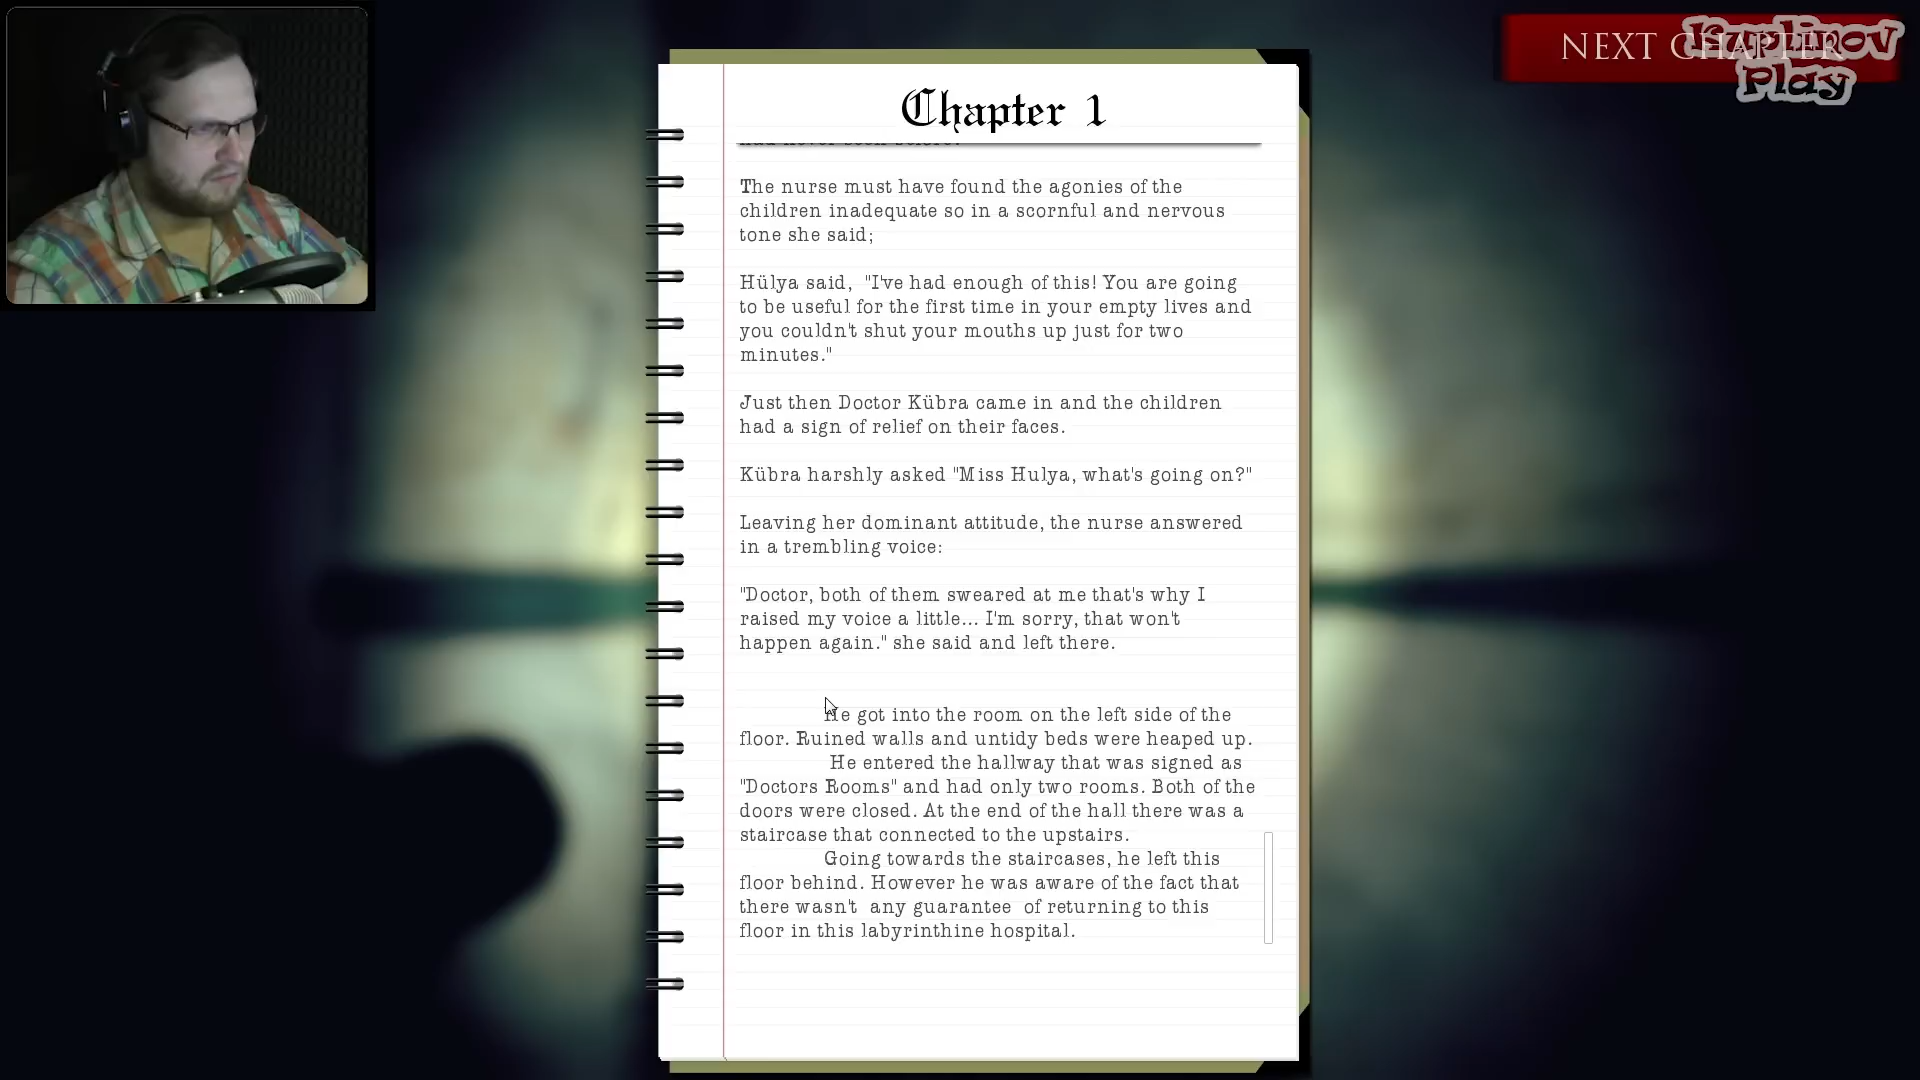 NEXT CHAPTER
Kuplinov
Play
Chapter 1
The nurse must have found the agonies of the
children inadequate so in a scornful and nervous
tone she said;
Hülya said,  "I've had enough of this! You are going
to be useful for the first time in your empty lives and
you couldn't shut your mouths up just for two
minutes."
Just then Doctor Kübra came in and the children
had a sign of relief on their faces.
Kübra harshly asked "Miss Hulya, what's going on?"
Leaving her dominant attitude, the nurse answered
in a trembling voice:
"Doctor, both of them sweared at me that's why I
raised my voice a little... I'm sorry, that won't
happen again." she said and left there.
He got into the room on the left side of the
floor. Ruined walls and untidy beds were heaped up.
He entered the hallway that was signed as
"Doctors Rooms" and had only two rooms. Both of the
doors were closed. At the end of the hall there was a
staircase that connected to the upstairs.
Going towards the staircases, he left this
floor behind. However he was aware of the fact that
there wasn't  any guarantee  of returning to this
floor in this labyrinthine hospital.